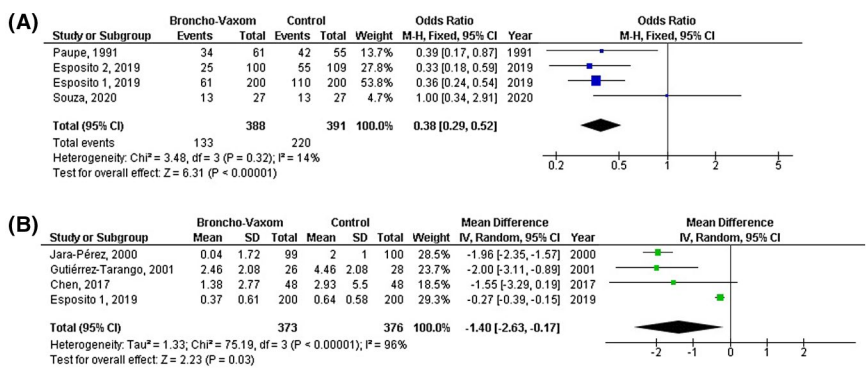 (A)
Broncho-Vaxom Control Odds Ratio Odds Ratio
Study or Subgroup Events Total Events Total Weight M-H, Fixed, 95% CI Year M-H, Fixed, 95% CI
Paupe, 1991 34 61 42 55 13.7% 0.39 [0.17, 0.87] 1991
Esposito 2, 2019 25 100 55 109 27.8% 0.33 [0.18, 0.59] 2019
Esposito 1, 2019 61 200 110 200 53.8% 0.36 [0.24, 0.54] 2019
Souza, 2020 13 27 13 27 4.7% 1.00 [0.34, 2.91] 2020
Total (95% CI) 388 391 100.0% 0.38 [0.29, 0.52]
Total events 133 220
Heterogeneity: Chi² = 3.48, df = 3 (P = 0.32); I² = 14%
Test for overall effect: Z = 6.31 (P < 0.00001)
0.2 0.5 1 2 5
(B)
Broncho-Vaxom Control Mean Difference Mean Difference
Study or Subgroup Mean SD Total Mean SD Total Weight IV, Random, 95% CI Year IV, Random, 95% CI
Jara-Pérez, 2000 0.04 1.72 99 2 1 100 28.5% -1.96 [-2.35, -1.57] 2000
Gutiérrez-Tarango, 2001 2.46 2.08 26 4.46 2.08 28 23.7% -2.00 [-3.11, -0.89] 2001
Chen, 2017 1.38 2.77 48 2.93 5.5 48 18.5% -1.55 [-3.29, 0.19] 2017
Esposito 1, 2019 0.37 0.61 200 0.64 0.58 200 29.3% -0.27 [-0.39, -0.15] 2019
Total (95% CI) 373 376 100.0% -1.40 [-2.63, -0.17]
Heterogeneity: Tau² = 1.33; Chi² = 75.19, df = 3 (P < 0.00001); I² = 96%
Test for overall effect: Z = 2.23 (P = 0.03)
-2 -1 0 1 2